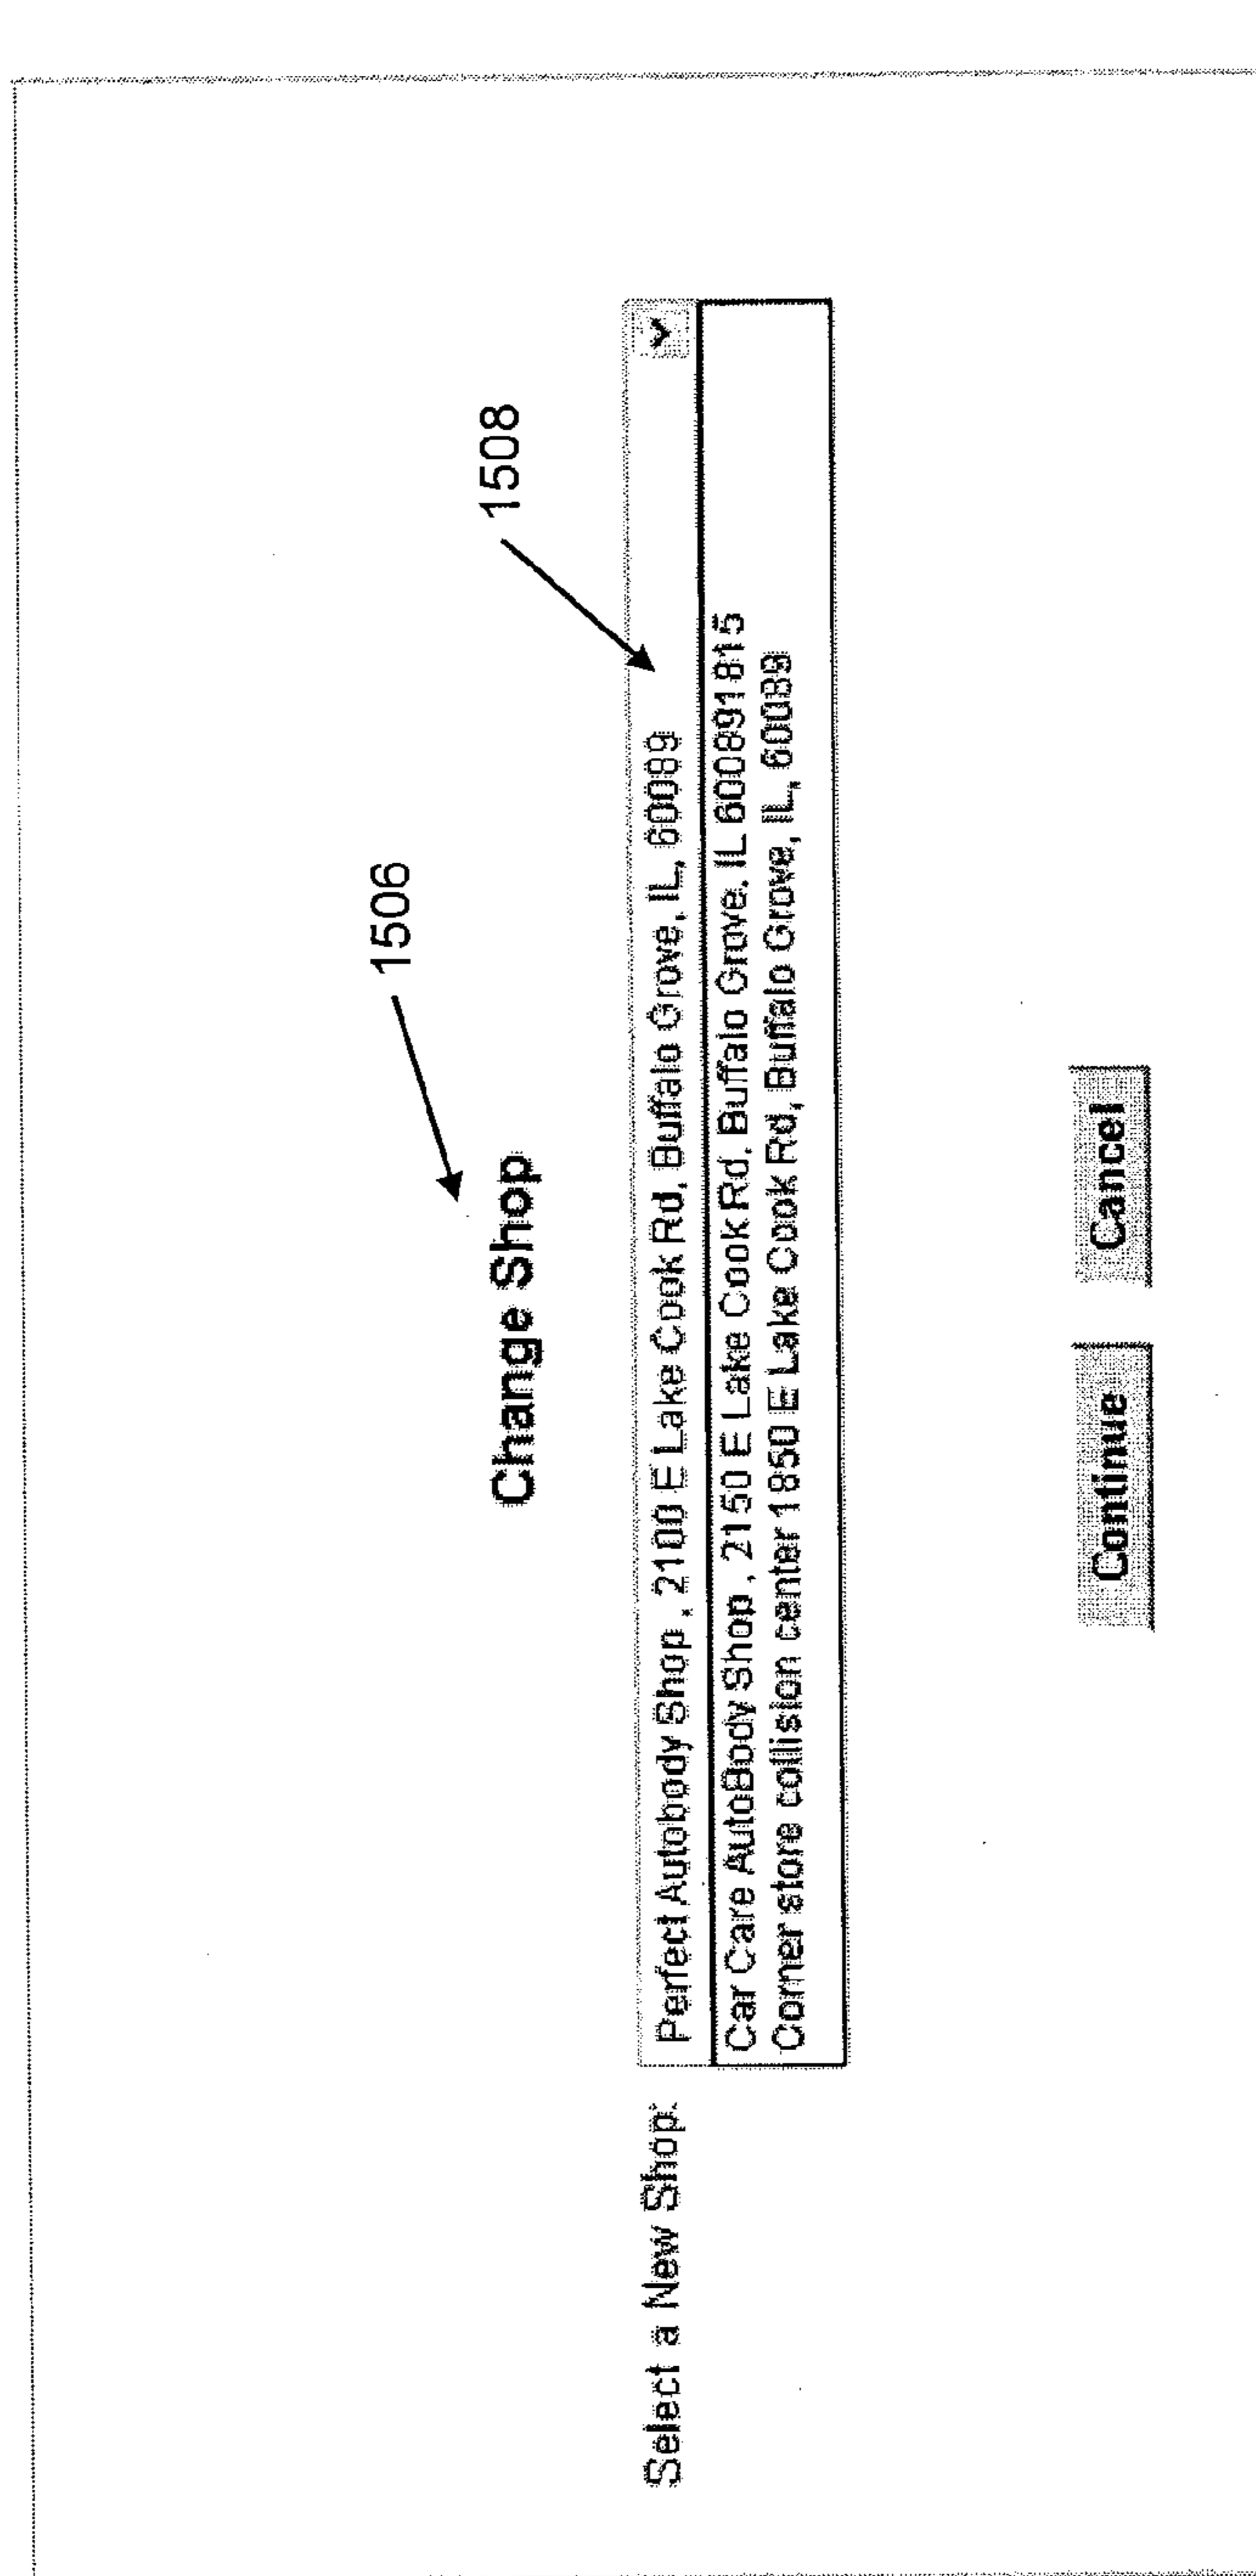 1506
Change Shop
1508
Select a New Shop:
Perfect Autobody Shop , 2100 E Lake Cook Rd, Buffalo Grove, IL, 60089
Car Care AutoBody Shop , 2150 E Lake Cook Rd, Buffalo Grove, IL 600891815
Corner store collision center 1850 E Lake Cook Rd, Buffalo Grove, IL, 60089
Continue
Cancel